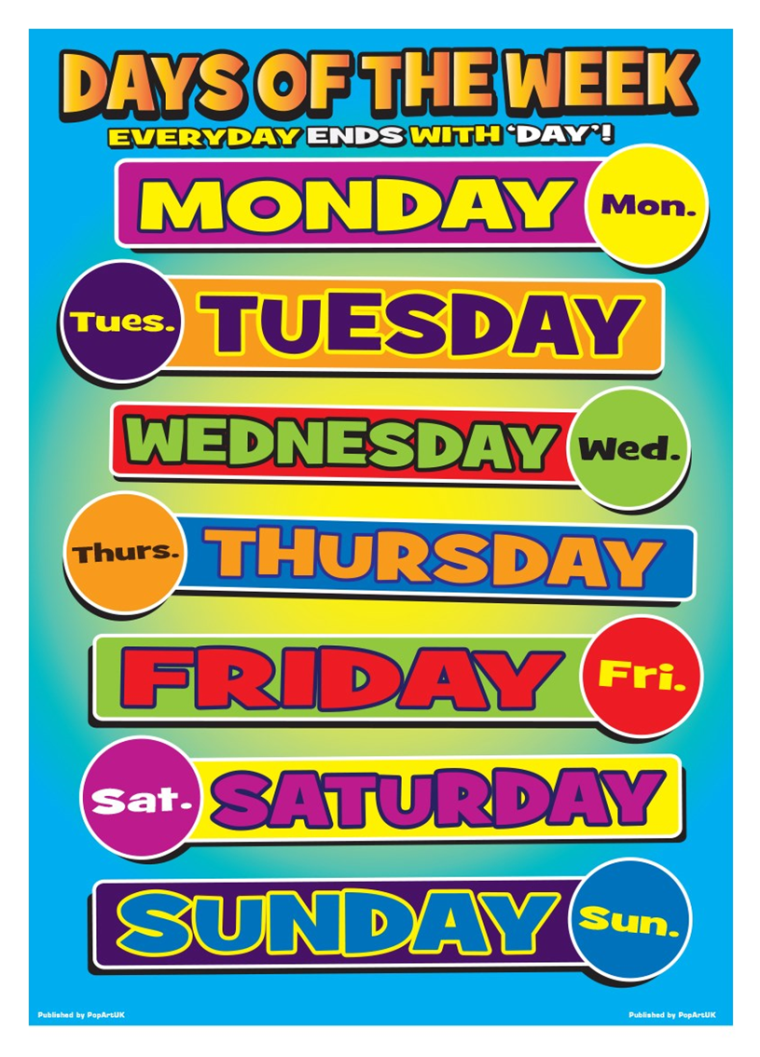 DAYS OF THE WEEK
EVERYDAY ENDS WITH ‘DAY’!
MONDAY Mon.
Tues. TUESDAY
WEDNESDAY Wed.
Thurs. THURSDAY
FRIDAY Fri.
Sat. SATURDAY
SUNDAY Sun.
Published by PopArtUK Published by PopArtUK